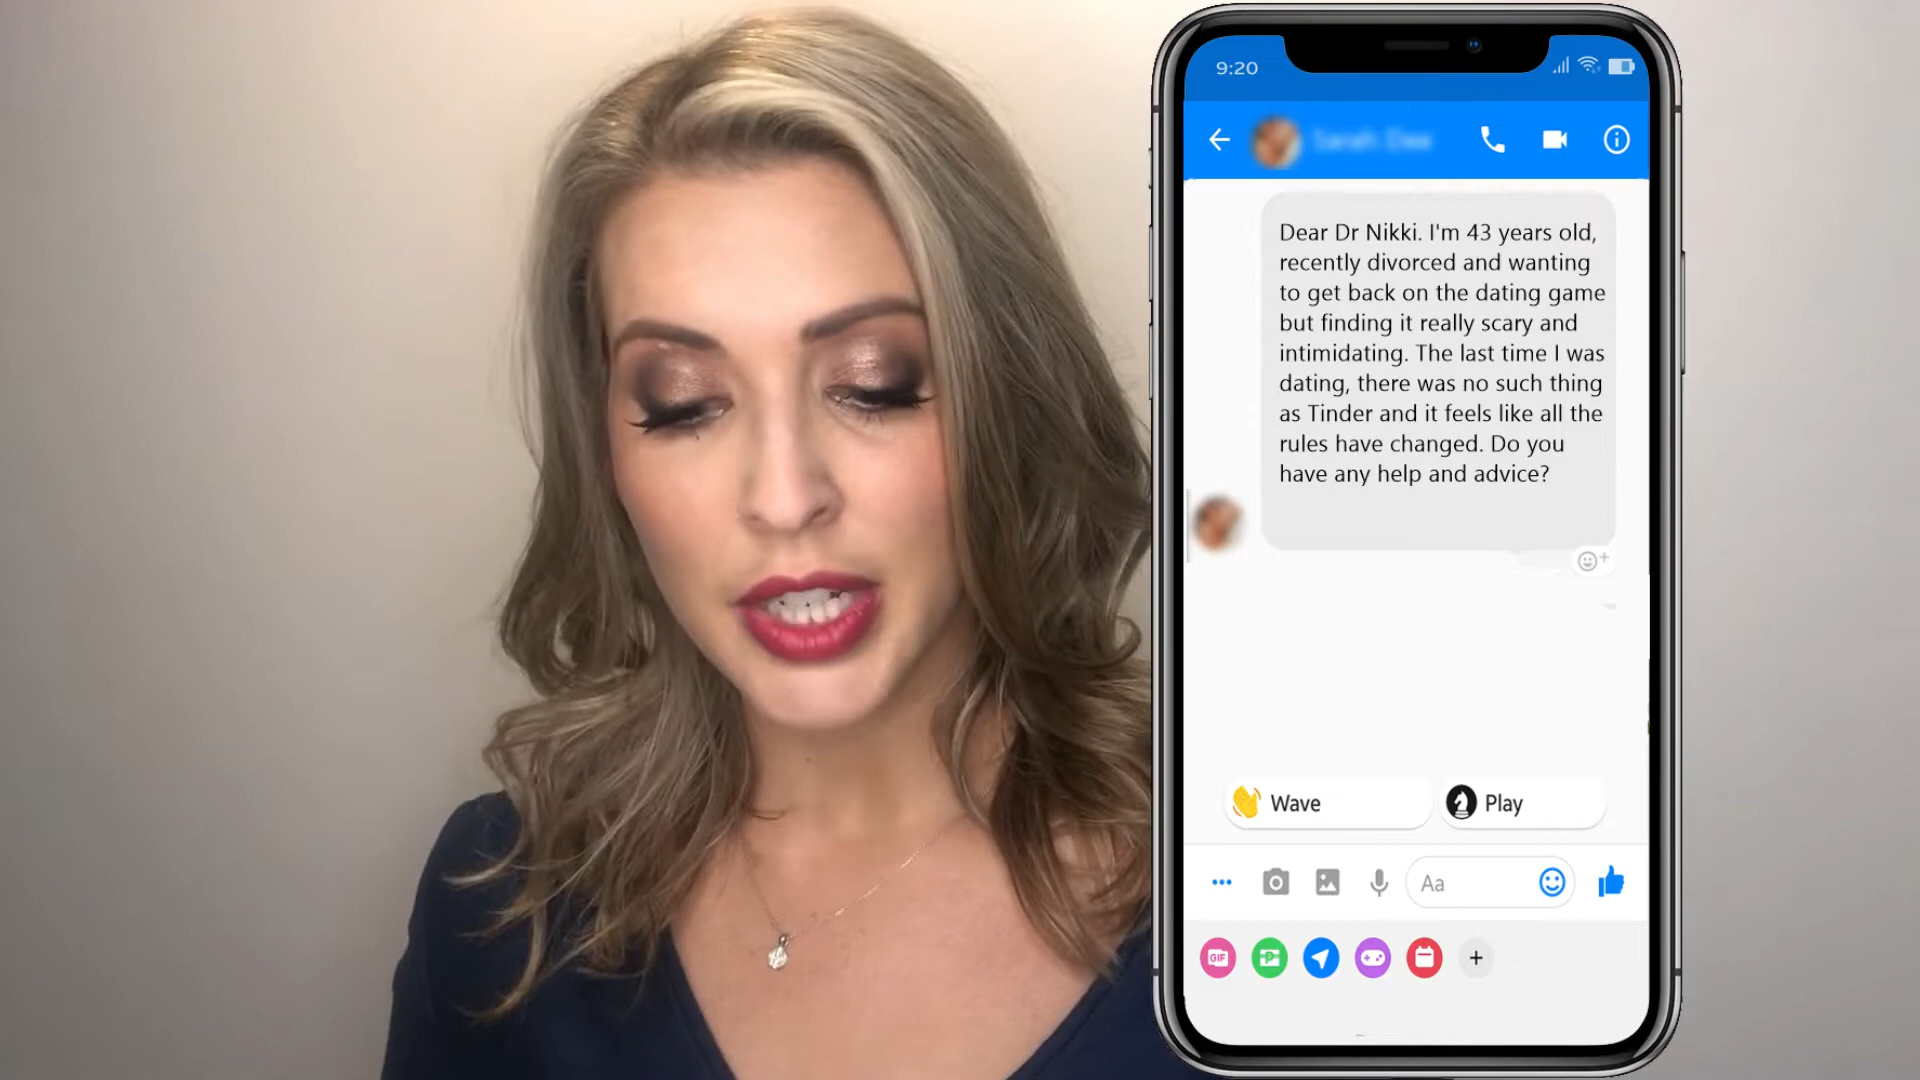 9:20
Dear Dr Nikki. I'm 43 years old,
recently divorced and wanting
to get back on the dating game
but finding it really scary and
intimidating. The last time I was
dating, there was no such thing
as Tinder and it feels like all the
rules have changed. Do you
have any help and advice?
Wave
Play
Aa
GIF